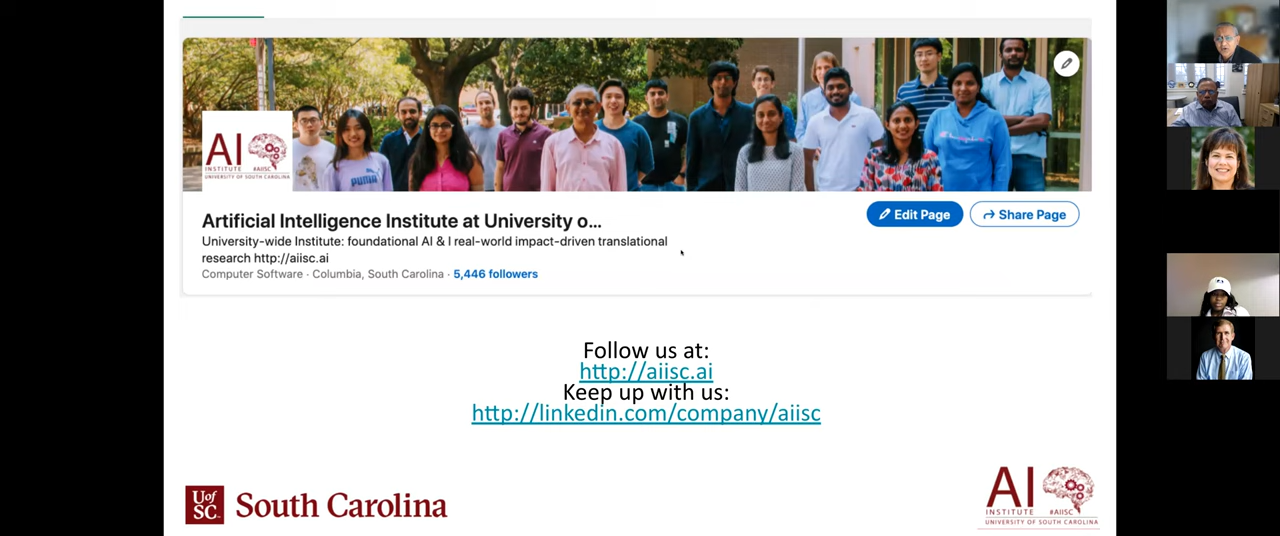 AI
INSTITUTE #AIISC
UNIVERSITY OF SOUTH CAROLINA
PUMA
Artificial Intelligence Institute at University o...
Edit Page
Share Page
University-wide Institute: foundational AI & I real-world impact-driven translational
research http://aiisc.ai
Computer Software · Columbia, South Carolina · 5,446 followers
Follow us at:
http://aiisc.ai
Keep up with us:
http://linkedin.com/company/aiisc
UofSC
South Carolina
AI
INSTITUTE #AIISC
UNIVERSITY OF SOUTH CAROLINA